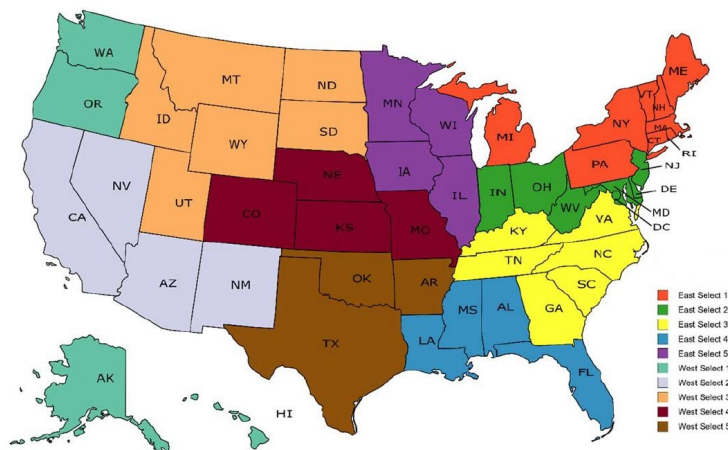 WA
MT
ND
MN
ME
VT
NH
OR
ID
SD
WI
MI
NY
MA
CT
RI
WY
NE
IA
PA
NJ
NV
UT
CO
IL
IN
OH
WV
DE
MD
DC
CA
KS
MO
KY
VA
AZ
NM
OK
AR
TN
NC
SC
TX
LA
MS
AL
GA
FL
AK
HI
East Select 1
East Select 2
East Select 3
East Select 4
East Select 5
West Select 1
West Select 2
West Select 3
West Select 4
West Select 5